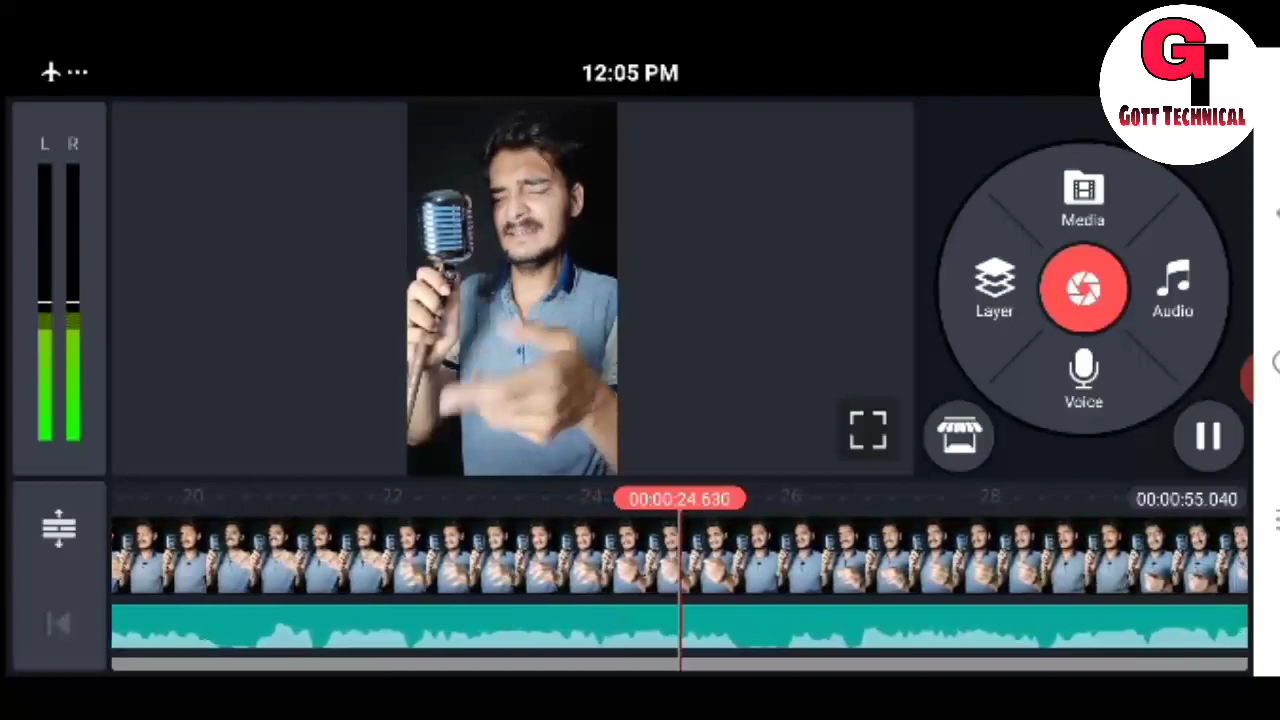 12:05 PM
GT
GOTT TECHNICAL
L R
Media
Layer
Audio
Voice
20 22 24 26 28
00:00:24.630
00:00:55.040